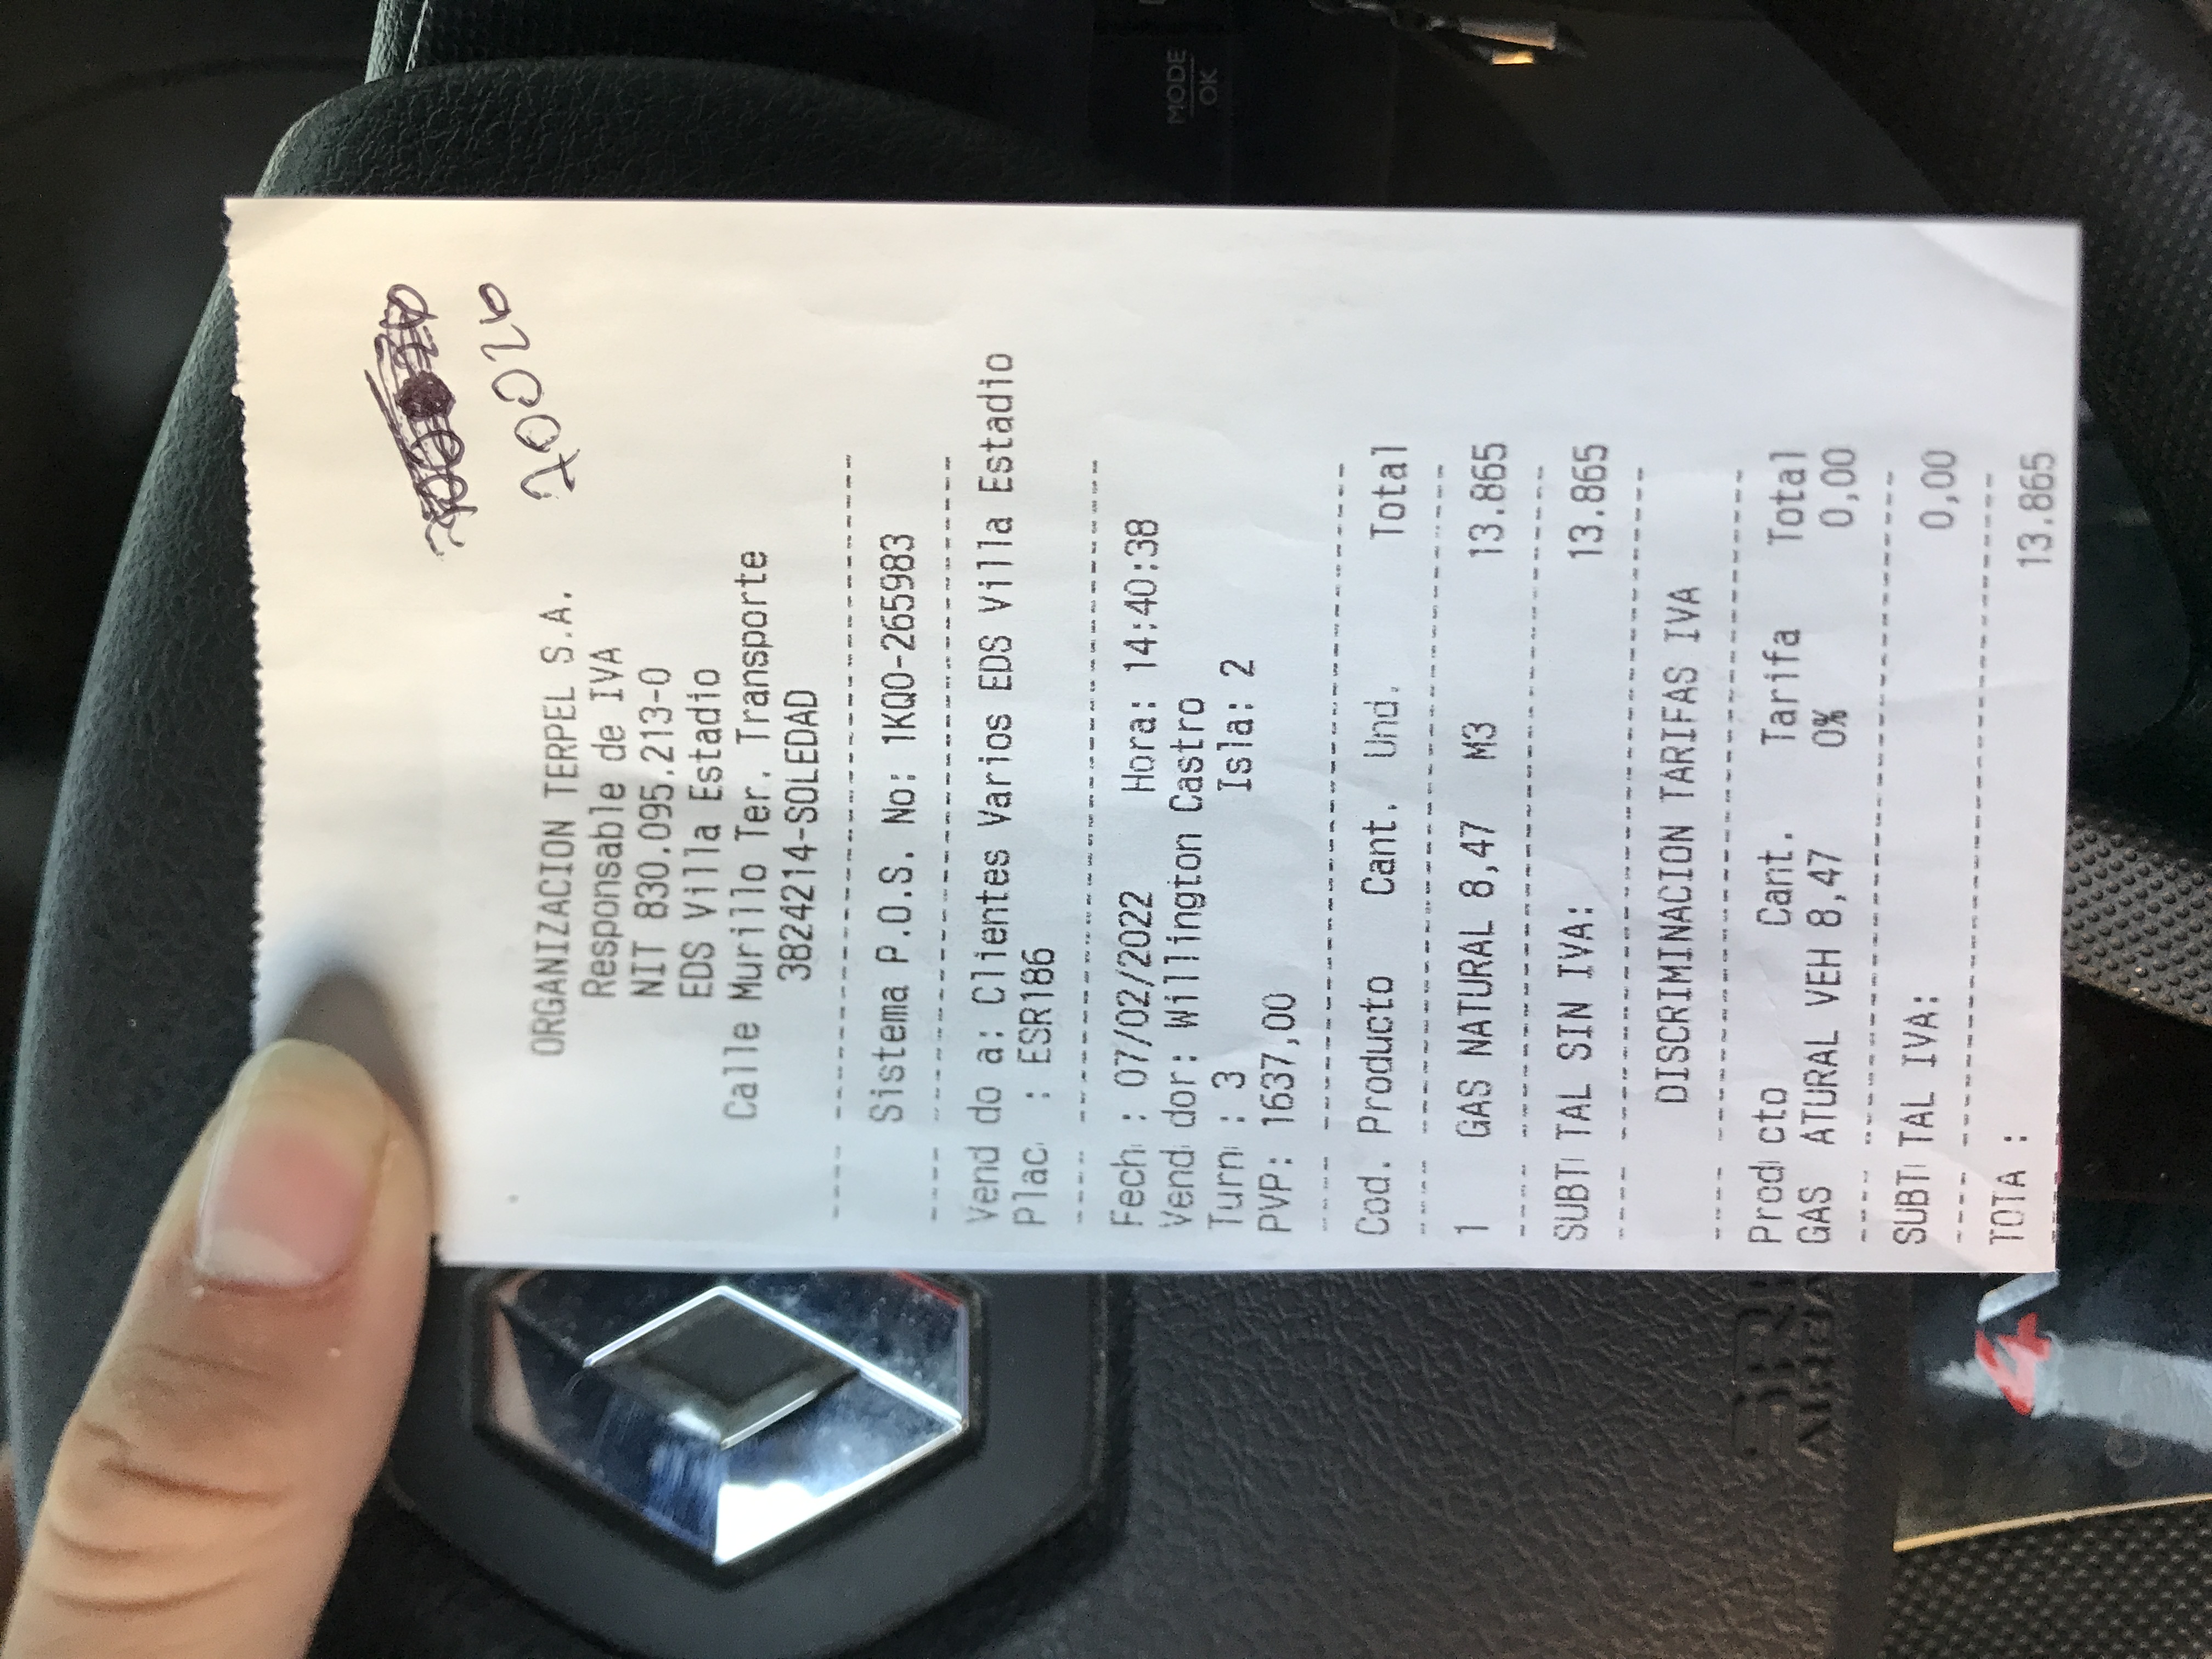 20026
ORGANIZACION TERPEL S.A.
Responsable de IVA
NIT 830.095.213-0
EDS Villa Estadio
Calle Murillo Ter. Transporte
3824214-SOLEDAD
Sistema P.O.S. No: 1KQ0-265983
Vend do a: Clientes Varios EDS Villa Estadio
Plac : ESR186
Fech : 07/02/2022 Hora: 14:40:38
Vend dor: Willington Castro
Turn : 3 Isla: 2
PVP: 1637,00
Cod. Producto Cant. Und. Total
1 GAS NATURAL 8,47 M3 13.865
SUBT TAL SIN IVA: 13.865
DISCRIMINACION TARIFAS IVA
Prod cto Cant. Tarifa Total
GAS ATURAL VEH 8,47 0% 0,00
SUBT TAL IVA: 0,00
TOTA : 13.865
MODE
OK